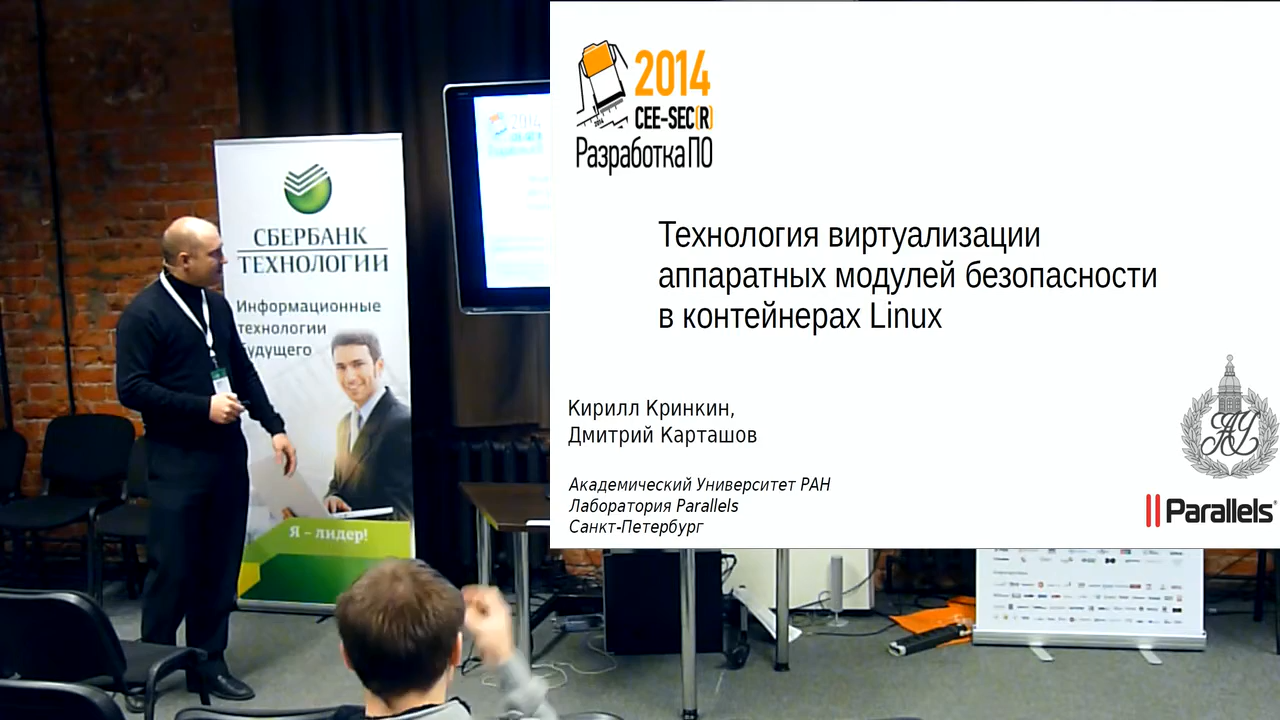 СБЕРБАНК
ТЕХНОЛОГИИ
Информационные
технологии
будущего
Я – лидер!
2014
CEE-SEC(R)
Разработка ПО
Технология виртуализации
аппаратных модулей безопасности
в контейнерах Linux
Кирилл Кринкин,
Дмитрий Карташов
Академический Университет РАН
Лаборатория Parallels
Санкт-Петербург
АУ
Parallels